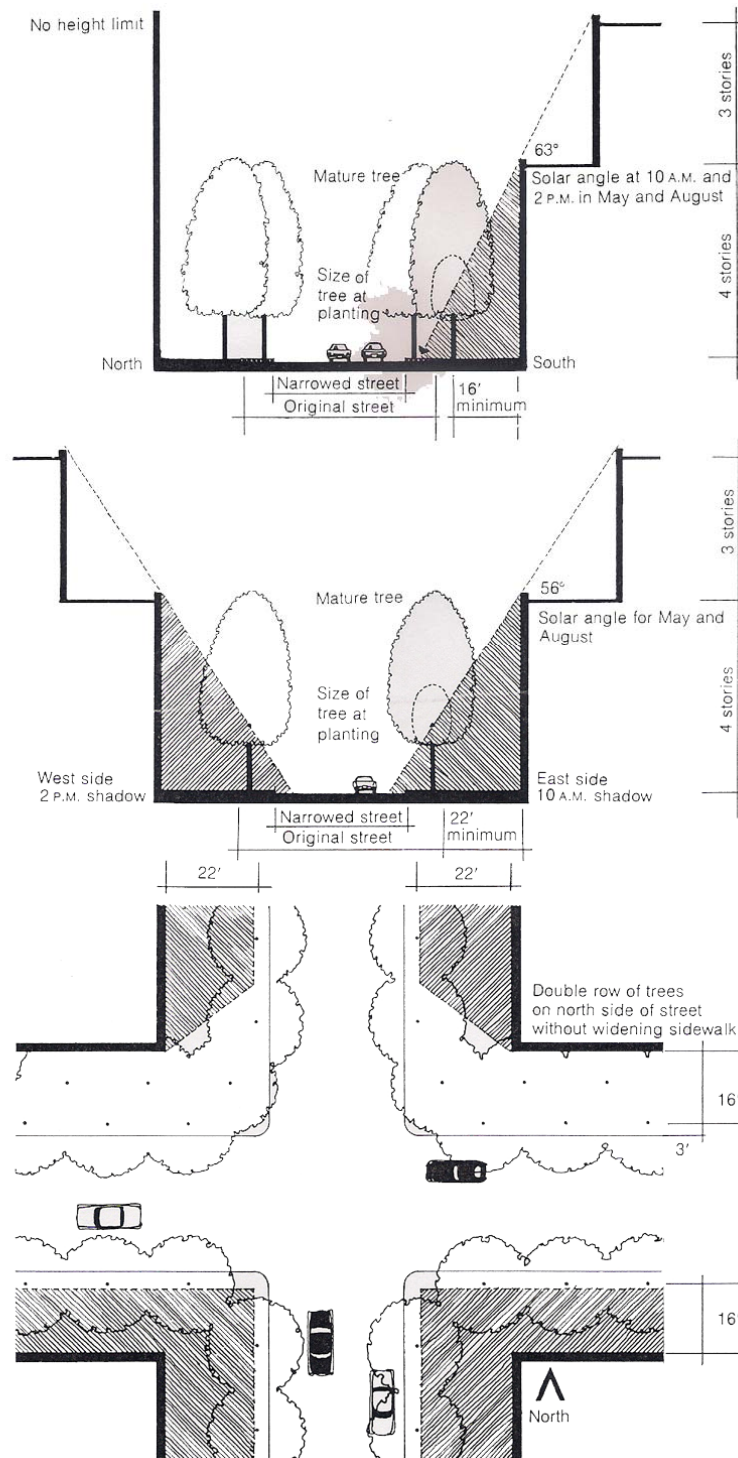 No height limit
3 stories
63°
Mature tree
Solar angle at 10 A.M. and
2 P.M. in May and August
Size of
tree at
planting
4 stories
North
South
Narrowed street
Original street
16'
minimum
3 stories
56°
Mature tree
Solar angle for May and
August
Size of
tree at
planting
4 stories
West side
2 P.M. shadow
East side
10 A.M. shadow
Narrowed street
Original street
22'
minimum
22'
22'
Double row of trees
on north side of street
without widening sidewalk
16'
3'
16'
North